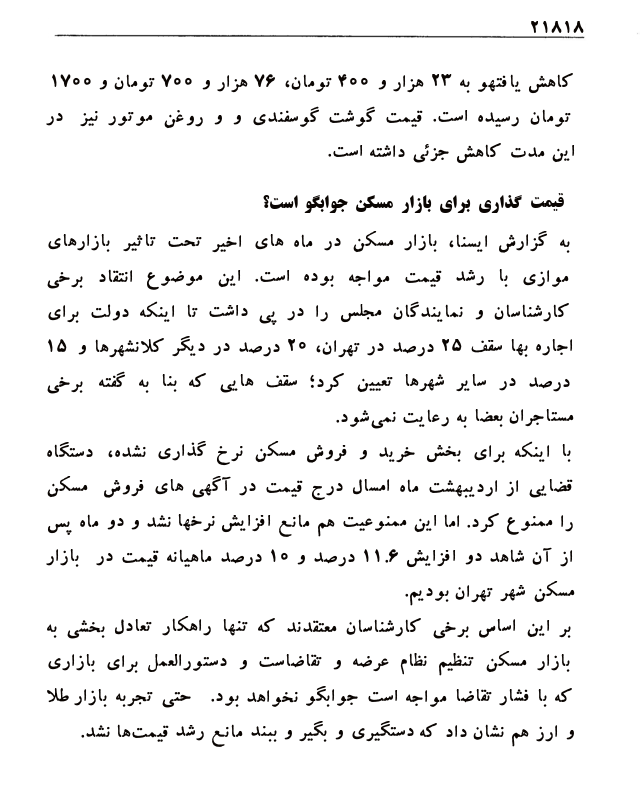 ۲۱۸۱۸
کاهش یافتهو به ۲۳ هزار و ۴۰۰ تومان، ۷۶ هزار و ۷۰۰ تومان و ۱۷۰۰
تومان رسیده است. قیمت گوشت گوسفندی و و روغن موتور نیز در
این مدت کاهش جزئی داشته است.
قیمت گذاری برای بازار مسکن جوابگو است؟
به گزارش ایسنا، بازار مسکن در ماه های اخیر تحت تاثیر بازارهای
موازی با رشد قیمت مواجه بوده است. این موضوع انتقاد برخی
کارشناسان و نمایندگان مجلس را در پی داشت تا اینکه دولت برای
اجاره بها سقف ۲۵ درصد در تهران، ۲۰ درصد در دیگر کلانشهرها و ۱۵
درصد در سایر شهرها تعیین کرد؛ سقف هایی که بنا به گفته برخی
مستاجران بعضا به رعایت نمی‌شود.
با اینکه برای بخش خرید و فروش مسکن نرخ گذاری نشده، دستگاه
قضایی از اردیبهشت ماه امسال درج قیمت در آگهی های فروش مسکن
را ممنوع کرد. اما این ممنوعیت هم مانع افزایش نرخها نشد و دو ماه پس
از آن شاهد دو افزایش ۱۱.۶ درصد و ۱۰ درصد ماهیانه قیمت در بازار
مسکن شهر تهران بودیم.
بر این اساس برخی کارشناسان معتقدند که تنها راهکار تعادل بخشی به
بازار مسکن تنظیم نظام عرضه و تقاضاست و دستورالعمل برای بازاری
که با فشار تقاضا مواجه است جوابگو نخواهد بود. حتی تجربه بازار طلا
و ارز هم نشان داد که دستگیری و بگیر و ببند مانع رشد قیمت‌ها نشد.